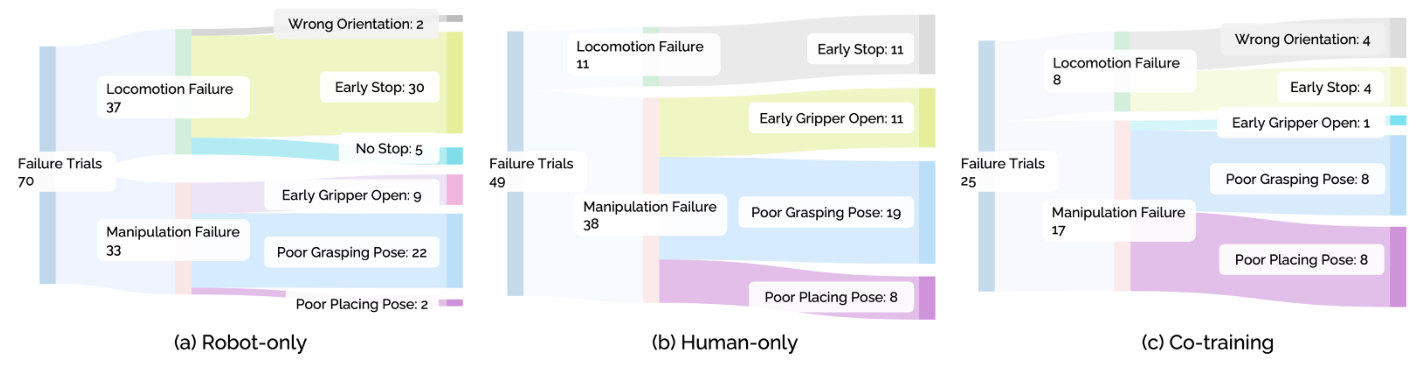 Wrong Orientation: 2
Locomotion Failure
37
Early Stop: 30
No Stop: 5
Failure Trials
70
Early Gripper Open: 9
Manipulation Failure
33
Poor Grasping Pose: 22
Poor Placing Pose: 2
(a) Robot-only
Locomotion Failure
11
Early Stop: 11
Early Gripper Open: 11
Failure Trials
49
Manipulation Failure
38
Poor Grasping Pose: 19
Poor Placing Pose: 8
(b) Human-only
Wrong Orientation: 4
Locomotion Failure
8
Early Stop: 4
Early Gripper Open: 1
Failure Trials
25
Poor Grasping Pose: 8
Manipulation Failure
17
Poor Placing Pose: 8
(c) Co-training